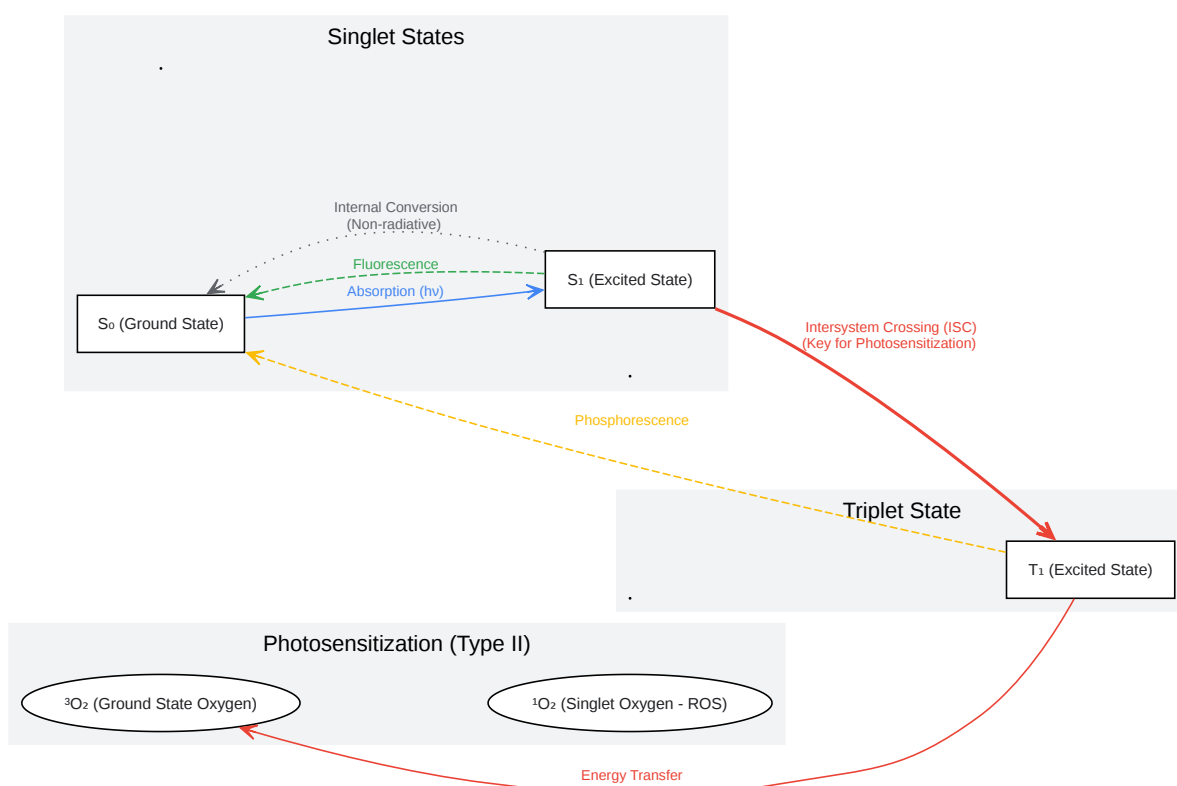 Singlet States
Internal Conversion
(Non-radiative)
Fluorescence
S₁ (Excited State)
Absorption (hν)
S₀ (Ground State)
Intersystem Crossing (ISC)
(Key for Photosensitization)
Phosphorescence
Triplet State
T₁ (Excited State)
Photosensitization (Type II)
³O₂ (Ground State Oxygen)
¹O₂ (Singlet Oxygen - ROS)
Energy Transfer